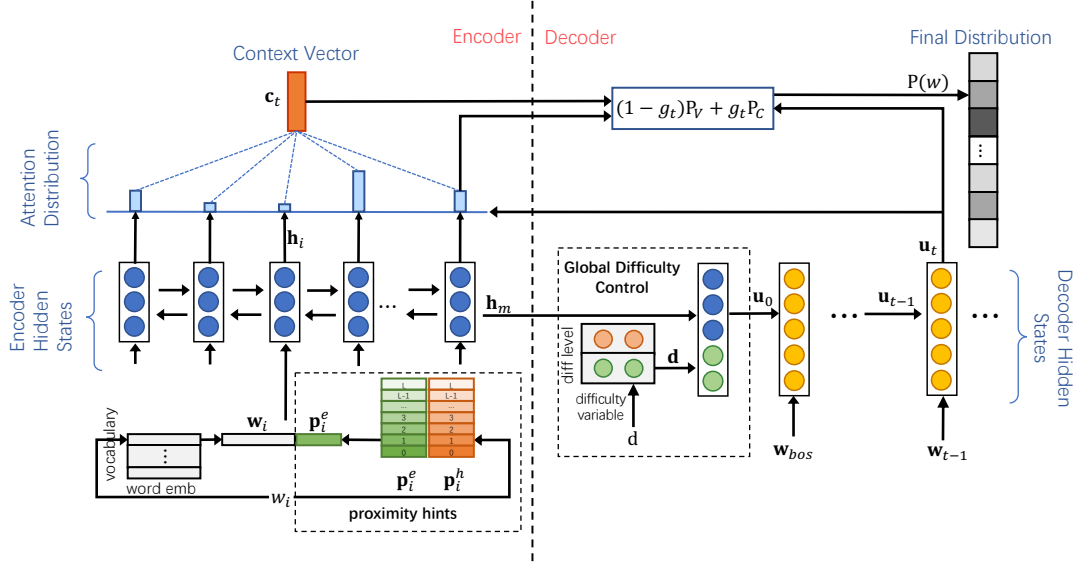 Encoder
Decoder
Context Vector
Final Distribution
c_t
(1 − g_t)P_V + g_t P_C
P(w)
...
Attention
Distribution
h_i
u_t
Encoder
Hidden
States
...
h_m
Global Difficulty
Control
diff level
d
difficulty
variable
d
u_0
...
u_{t−1}
...
Decoder Hidden
States
w_{bos}
w_{t−1}
vocabulary
word emb
w_i
p_i^e
L
L-1
...
3
2
1
0
L
L-1
...
3
2
1
0
p_i^e
p_i^h
w_i
proximity hints